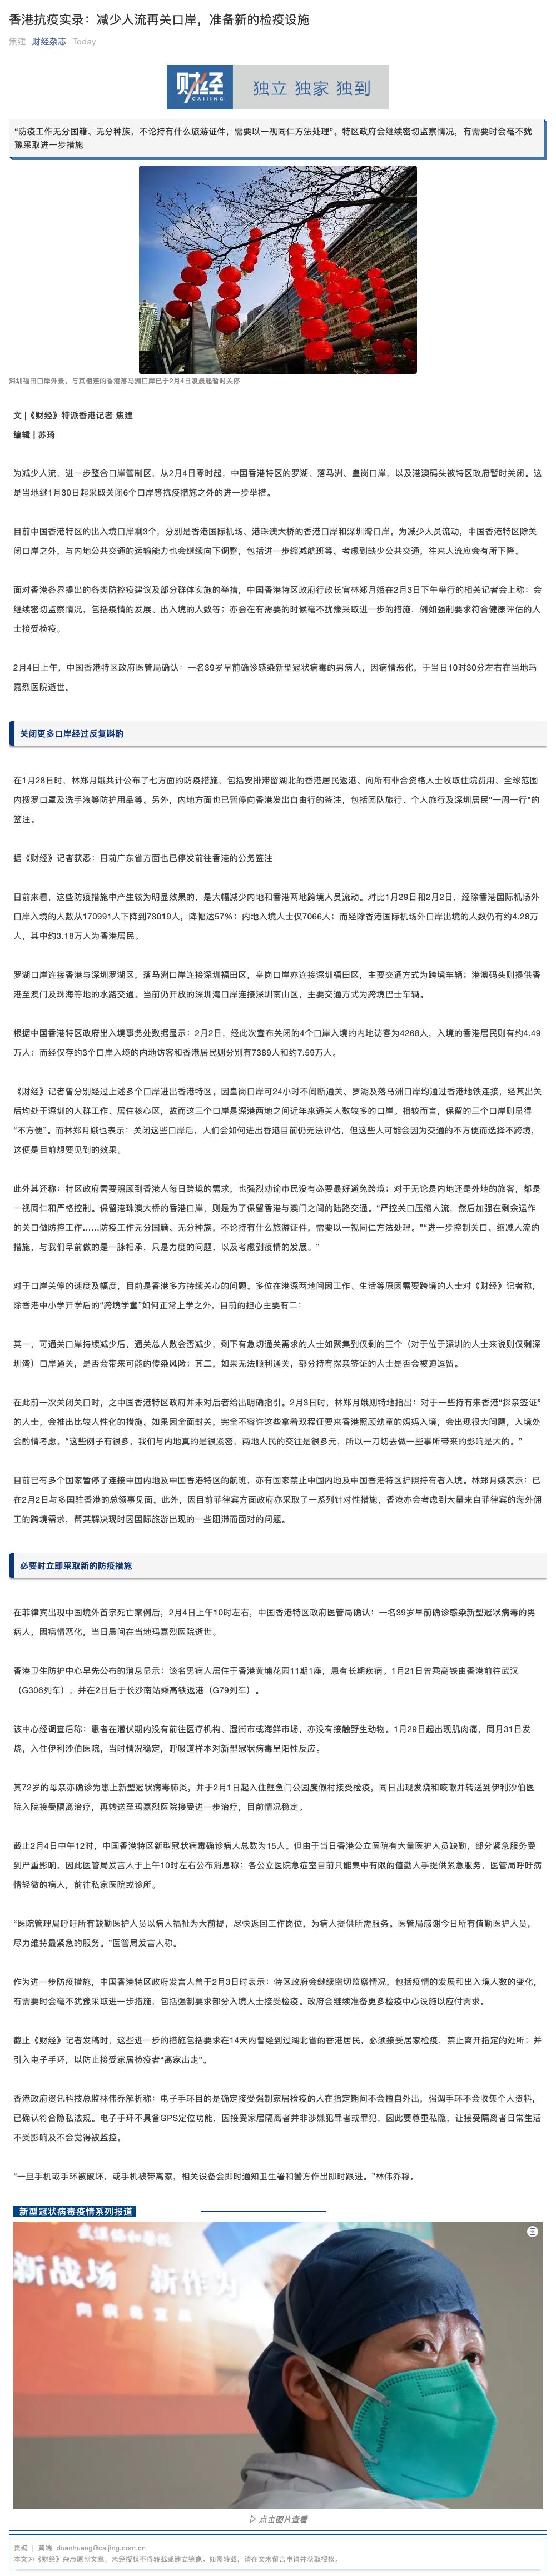 香港抗疫实录：减少人流再关口岸，准备新的检疫设施
焦建 财经杂志 Today
财经
CAIJING
独立 独家 独到
“防疫工作无分国籍、无分种族，不论持有什么旅游证件，需要以一视同仁方法处理”。特区政府会继续密切监察情况，有需要时会毫不犹
豫采取进一步措施
深圳福田口岸外景。与其相连的香港落马洲口岸已于2月4日凌晨起暂时关停
文 |《财经》特派香港记者 焦建
编辑 | 苏琦
为减少人流、进一步整合口岸管制区，从2月4日零时起，中国香港特区的罗湖、落马洲、皇岗口岸，以及港澳码头被特区政府暂时关闭。这
是当地继1月30日起采取关闭6个口岸等抗疫措施之外的进一步举措。
目前中国香港特区的出入境口岸剩3个，分别是香港国际机场、港珠澳大桥的香港口岸和深圳湾口岸。为减少人员流动，中国香港特区除关
闭口岸之外，与内地公共交通的运输能力也会继续向下调整，包括进一步缩减航班等。考虑到缺少公共交通，往来人流应会有所下降。
面对香港各界提出的各类防控疫建议及部分群体实施的举措，中国香港特区政府行政长官林郑月娥在2月3日下午举行的相关记者会上称：会
继续密切监察情况，包括疫情的发展、出入境的人数等；亦会在有需要的时候毫不犹豫采取进一步的措施，例如强制要求符合健康评估的人
士接受检疫。
2月4日上午，中国香港特区政府医管局确认：一名39岁早前确诊感染新型冠状病毒的男病人，因病情恶化，于当日10时30分左右在当地玛
嘉烈医院逝世。
关闭更多口岸经过反复斟酌
在1月28日时，林郑月娥共计公布了七方面的防疫措施，包括安排滞留湖北的香港居民返港、向所有非合资格人士收取住院费用、全球范围
内搜罗口罩及洗手液等防护用品等。另外，内地方面也已暂停向香港发出自由行的签注，包括团队旅行、个人旅行及深圳居民“一周一行”的
签注。
据《财经》记者获悉：目前广东省方面也已停发前往香港的公务签注
目前来看，这些防疫措施中产生较为明显效果的，是大幅减少内地和香港两地跨境人员流动。对比1月29日和2月2日，经除香港国际机场外
口岸入境的人数从170991人下降到73019人，降幅达57%；内地入境人士仅7066人；而经除香港国际机场外口岸出境的人数仍有约4.28万
人，其中约3.18万人为香港居民。
罗湖口岸连接香港与深圳罗湖区，落马洲口岸连接深圳福田区，皇岗口岸亦连接深圳福田区，主要交通方式为跨境车辆；港澳码头则提供香
港至澳门及珠海等地的水路交通。当前仍开放的深圳湾口岸连接深圳南山区，主要交通方式为跨境巴士车辆。
根据中国香港特区政府出入境事务处数据显示：2月2日，经此次宣布关闭的4个口岸入境的内地访客为4268人，入境的香港居民则有约4.49
万人；而经仅存的3个口岸入境的内地访客和香港居民则分别有7389人和约7.59万人。
《财经》记者曾分别经过上述多个口岸进出香港特区。因皇岗口岸可24小时不间断通关、罗湖及落马洲口岸均通过香港地铁连接，经其出关
后均处于深圳的人群工作、居住核心区，故而这三个口岸是深港两地之间近年来通关人数较多的口岸。相较而言，保留的三个口岸则显得
“不方便”。而林郑月娥也表示：关闭这些口岸后，人们会如何进出香港目前仍无法评估，但这些人可能会因为交通的不方便而选择不跨境，
这便是目前想要见到的效果。
此外其还称：特区政府需要照顾到香港人每日跨境的需求，也强烈劝谕市民没有必要最好避免跨境；对于无论是内地还是外地的旅客，都是
一视同仁和严格控制。保留港珠澳大桥的香港口岸，则是为了保留香港与澳门之间的陆路交通。“严控关口压缩人流，然后加强在剩余运作
的关口做防控工作……防疫工作无分国籍、无分种族，不论持有什么旅游证件，需要以一视同仁方法处理。”“进一步控制关口、缩减人流的
措施，与我们早前做的是一脉相承，只是力度的问题，以及考虑到疫情的发展。”
对于口岸关停的速度及幅度，目前是香港多方持续关心的问题。多位在港深两地间因工作、生活等原因需要跨境的人士对《财经》记者称，
除香港中小学开学后的“跨境学童”如何正常上学之外，目前的担心主要有二：
其一，可通关口岸持续减少后，通关总人数会否减少，剩下有急切通关需求的人士如聚集到仅剩的三个（对于位于深圳的人士来说则仅剩深
圳湾）口岸通关，是否会带来可能的传染风险；其二，如果无法顺利通关，部分持有探亲签证的人士是否会被迫逗留。
在此前一次关闭关口时，之中国香港特区政府并未对后者给出明确指引。2月3日时，林郑月娥则特地指出：对于一些持有来香港“探亲签证”
的人士，会推出比较人性化的措施。如果因全面封关，完全不容许这些拿着双程证要来香港照顾幼童的妈妈入境，会出现很大问题，入境处
会酌情考虑。“这些例子有很多，我们与内地真的是很紧密，两地人民的交往是很多元，所以一刀切去做一些事所带来的影响是大的。”
目前已有多个国家暂停了连接中国内地及中国香港特区的航班，亦有国家禁止中国内地及中国香港特区护照持有者入境。林郑月娥表示：已
在2月2日与多国驻香港的总领事见面。此外，因目前菲律宾方面政府亦采取了一系列针对性措施，香港亦会考虑到大量来自菲律宾的海外佣
工的跨境需求，帮其解决现时因国际旅游出现的一些阻滞而面对的问题。
必要时立即采取新的防疫措施
在菲律宾出现中国境外首宗死亡案例后，2月4日上午10时左右，中国香港特区政府医管局确认：一名39岁早前确诊感染新型冠状病毒的男
病人，因病情恶化，当日晨间在当地玛嘉烈医院逝世。
香港卫生防护中心早先公布的消息显示：该名男病人居住于香港黄埔花园11期1座，患有长期疾病。1月21日曾乘高铁由香港前往武汉
（G306列车），并在2日后于长沙南站乘高铁返港（G79列车）。
该中心经调查后称：患者在潜伏期内没有前往医疗机构、湿街市或海鲜市场，亦没有接触野生动物。1月29日起出现肌肉痛，同月31日发
烧，入住伊利沙伯医院，当时情况稳定，呼吸道样本对新型冠状病毒呈阳性反应。
其72岁的母亲亦确诊为患上新型冠状病毒肺炎，并于2月1日起入住鲤鱼门公园度假村接受检疫，同日出现发烧和咳嗽并转送到伊利沙伯医
院入院接受隔离治疗，再转送至玛嘉烈医院接受进一步治疗，目前情况稳定。
截止2月4日中午12时，中国香港特区新型冠状病毒确诊病人总数为15人。但由于当日香港公立医院有大量医护人员缺勤，部分紧急服务受
到严重影响。因此医管局发言人于上午10时左右公布消息称：各公立医院急症室目前只能集中有限的值勤人手提供紧急服务，医管局呼吁病
情轻微的病人，前往私家医院或诊所。
“医院管理局呼吁所有缺勤医护人员以病人福祉为大前提，尽快返回工作岗位，为病人提供所需服务。医管局感谢今日所有值勤医护人员，
尽力维持最紧急的服务。”医管局发言人称。
作为进一步防疫措施，中国香港特区政府发言人曾于2月3日时表示：特区政府会继续密切监察情况，包括疫情的发展和出入境人数的变化，
有需要时会毫不犹豫采取进一步措施，包括强制要求部分入境人士接受检疫。政府会继续准备更多检疫中心设施以应付需求。
截止《财经》记者发稿时，这些进一步的措施包括要求在14天内曾经到过湖北省的香港居民，必须接受居家检疫，禁止离开指定的处所；并
引入电子手环，以防止接受家居检疫者“离家出走”。
香港政府资讯科技总监林伟乔解析称：电子手环目的是确定接受强制家居检疫的人在指定期间不会擅自外出，强调手环不会收集个人资料，
已确认符合隐私法规。电子手环不具备GPS定位功能，因接受家居隔离者并非涉嫌犯罪者或罪犯，因此要尊重私隐，让接受隔离者日常生活
不受影响及不会觉得被监控。
“一旦手机或手环被破坏，或手机被带离家，相关设备会即时通知卫生署和警方作出即时跟进。”林伟乔称。
新型冠状病毒疫情系列报道
新战场 新作为
▷ 点击图片查看
责编 | 黄端 duanhuang@caijing.com.cn
本文为《财经》杂志原创文章，未经授权不得转载或建立镜像。如需转载，请在文末留言申请并获取授权。